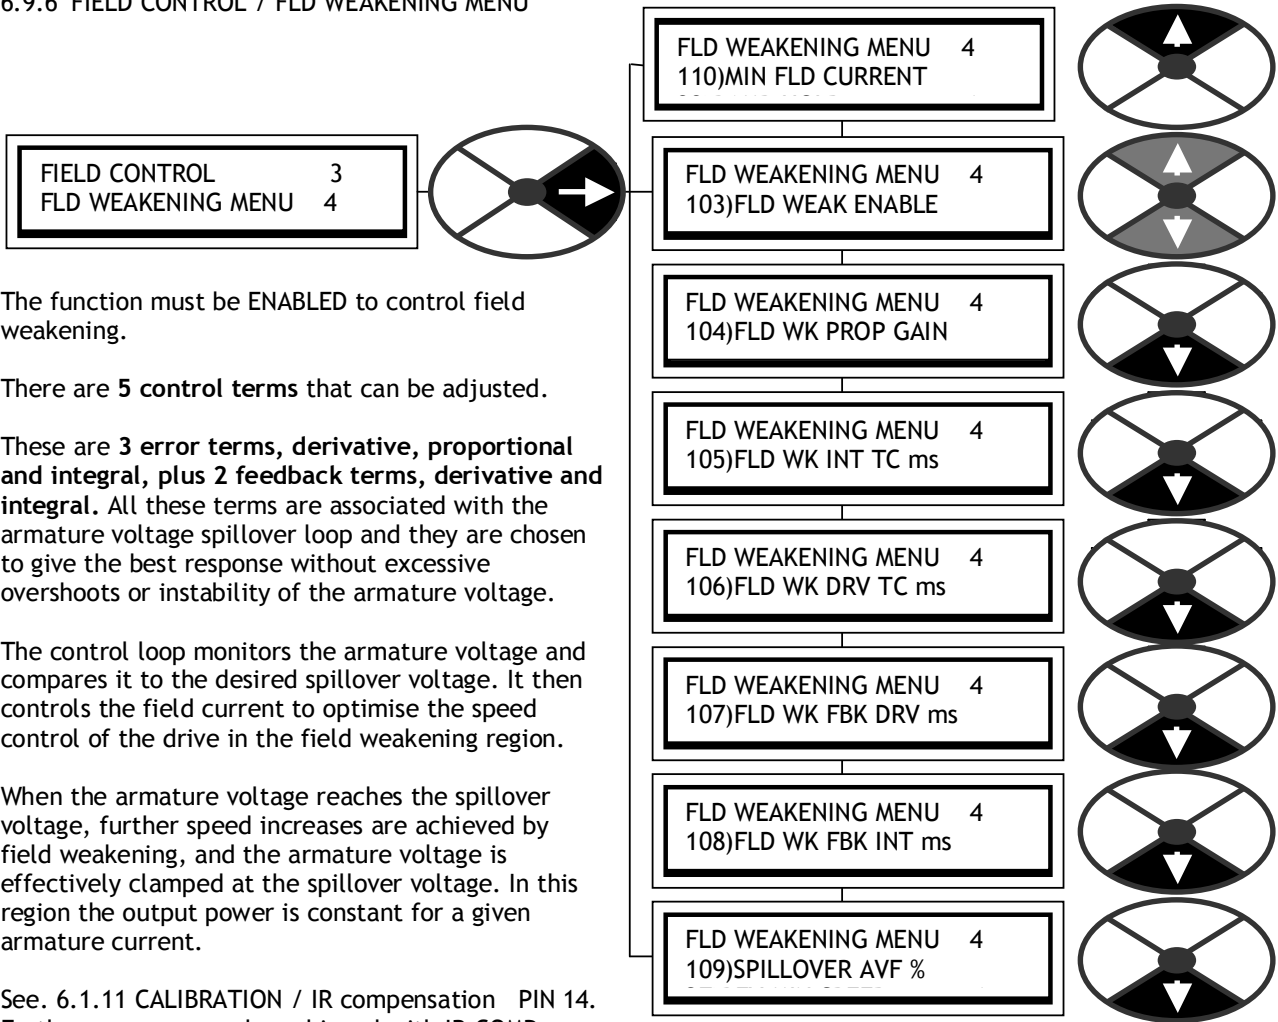 6.9.6 FIELD CONTROL / FLD WEAKENING MENU
FIELD CONTROL 3
FLD WEAKENING MENU 4
The function must be ENABLED to control field
weakening.
There are 5 control terms that can be adjusted.
These are 3 error terms, derivative, proportional
and integral, plus 2 feedback terms, derivative and
integral. All these terms are associated with the
armature voltage spillover loop and they are chosen
to give the best response without excessive
overshoots or instability of the armature voltage.
The control loop monitors the armature voltage and
compares it to the desired spillover voltage. It then
controls the field current to optimise the speed
control of the drive in the field weakening region.
When the armature voltage reaches the spillover
voltage, further speed increases are achieved by
field weakening, and the armature voltage is
effectively clamped at the spillover voltage. In this
region the output power is constant for a given
armature current.
See. 6.1.11 CALIBRATION / IR compensation PIN 14.
FLD WEAKENING MENU 4
110)MIN FLD CURRENT
FLD WEAKENING MENU 4
103)FLD WEAK ENABLE
FLD WEAKENING MENU 4
104)FLD WK PROP GAIN
FLD WEAKENING MENU 4
105)FLD WK INT TC ms
FLD WEAKENING MENU 4
106)FLD WK DRV TC ms
FLD WEAKENING MENU 4
107)FLD WK FBK DRV ms
FLD WEAKENING MENU 4
108)FLD WK FBK INT ms
FLD WEAKENING MENU 4
109)SPILLOVER AVF %